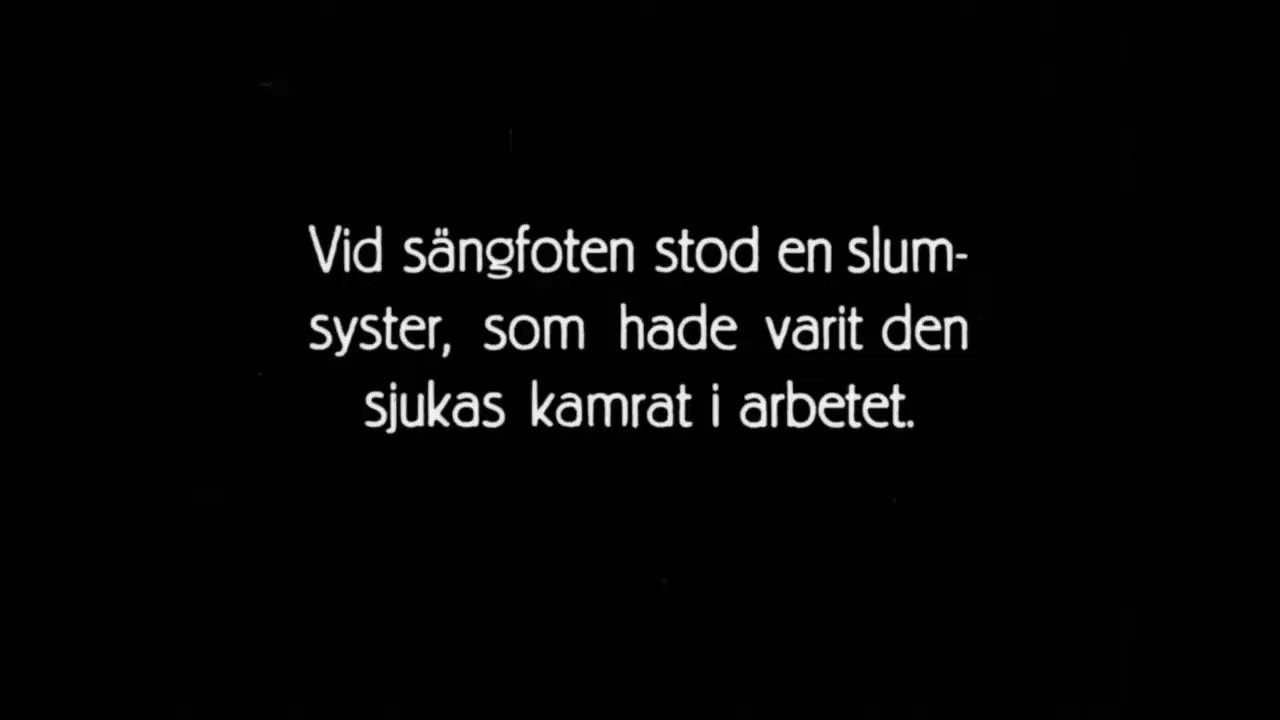 Vid sängfoten stod en slum-
syster, som hade varit den
sjukas kamrat i arbetet.